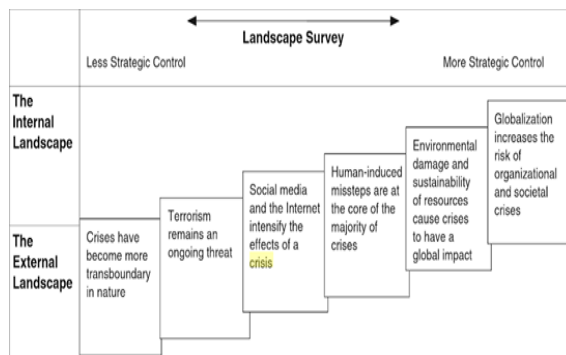 Landscape Survey
Less Strategic Control
More Strategic Control
The
Internal
Landscape
The
External
Landscape
Crises have
become more
transboundary
in nature
Terrorism
remains an
ongoing threat
Social media
and the Internet
intensify the
effects of a
crisis
Human-induced
missteps are at
the core of the
majority of
crises
Environmental
damage and
sustainability
of resources
cause crises
to have a
global impact
Globalization
increases the
risk of
organizational
and societal
crises